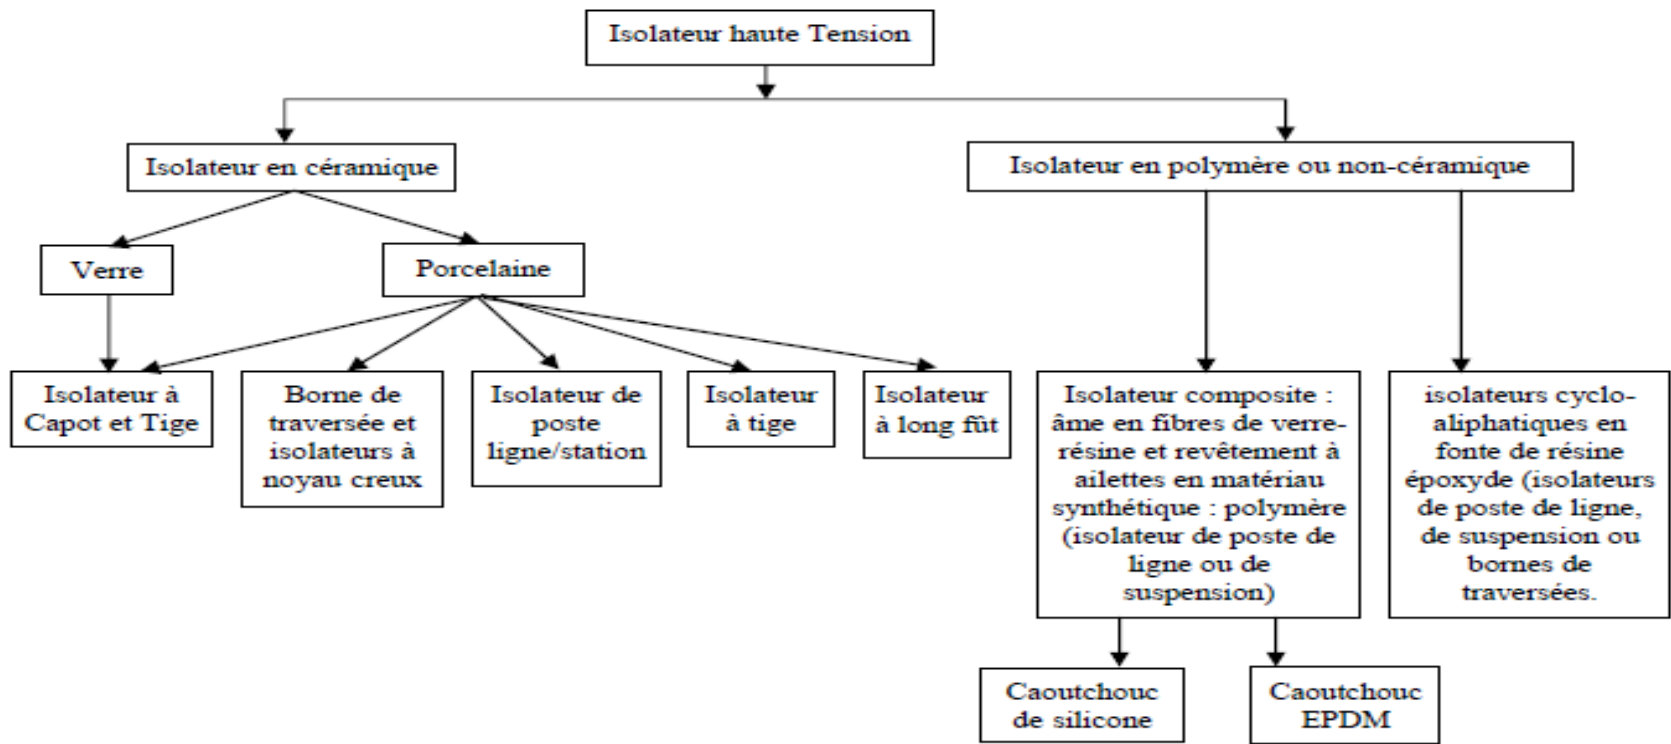 Isolateur haute Tension
Isolateur en céramique
Isolateur en polymère ou non-céramique
Verre
Porcelaine
Isolateur à
Capot et Tige
Borne de
traversée et
isolateurs à
noyau creux
Isolateur de
poste
ligne/station
Isolateur
à tige
Isolateur
à long fût
Isolateur composite :
âme en fibres de verre-
résine et revêtement à
ailettes en matériau
synthétique : polymère
(isolateur de poste de
ligne ou de
suspension)
isolateurs cyclo-
aliphatiques en
fonte de résine
époxyde (isolateurs
de poste de ligne,
de suspension ou
bornes de
traversées.
Caoutchouc
de silicone
Caoutchouc
EPDM